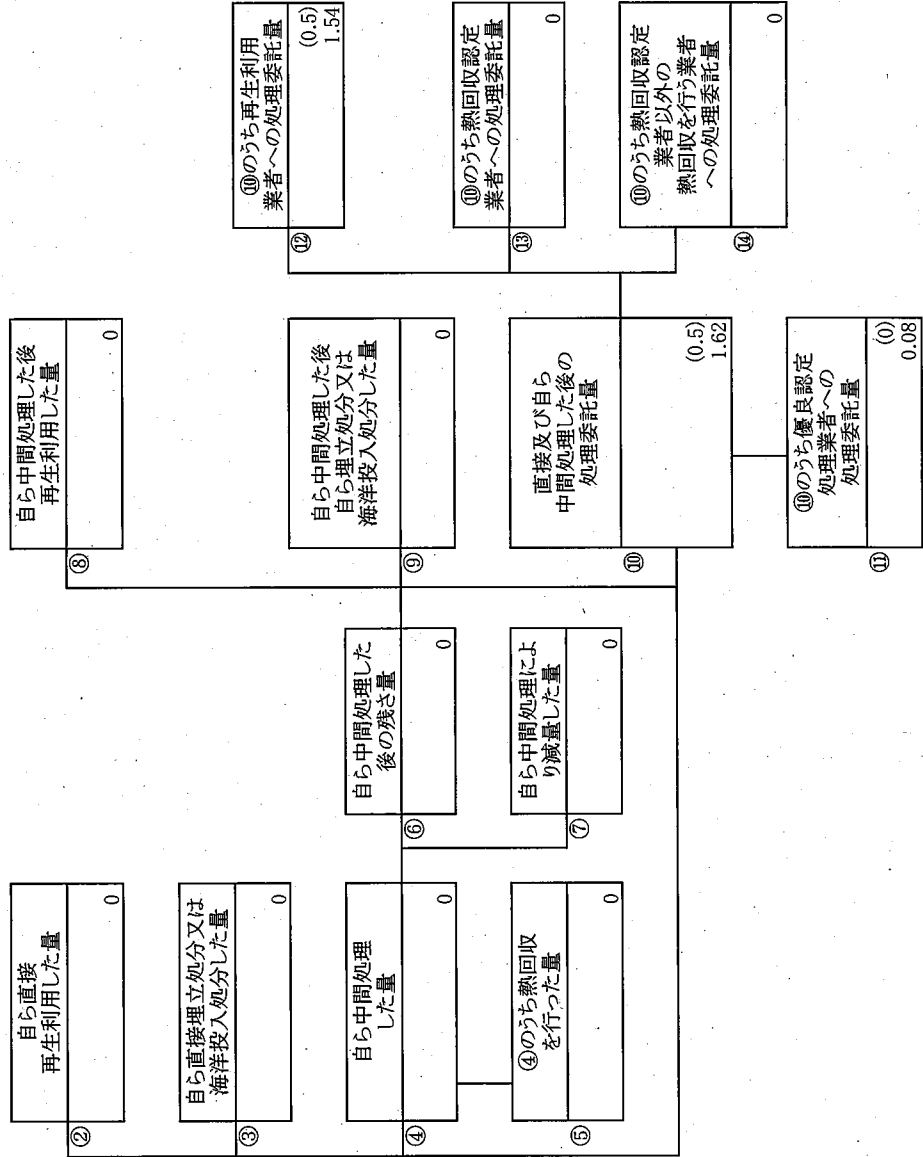 ②
自ら直接
再生利用した量
0
③
自ら直接埋立処分又は
海洋投入処分した量
0
④
自ら中間処理
した量
0
⑤
④のうち熱回収
を行った量
0
⑥
自ら中間処理した
後の残さ量
0
⑦
自ら中間処理によ
り減量した量
0
⑧
自ら中間処理した後
再生利用した量
0
⑨
自ら中間処理した後
自ら埋立処分又は
海洋投入処分した量
0
⑩
直接及び自ら
中間処理した後の
処理委託量
(0.5)
1.62
⑪
⑩のうち優良認定
処理業者への
処理委託量
(0)
0.08
⑫
⑩のうち再生利用
業者への処理委託量
(0.5)
1.54
⑬
⑩のうち熱回収認定
業者への処理委託量
0
⑭
⑩のうち熱回収認定
業者以外の
熱回収を行う業者
への処理委託量
0